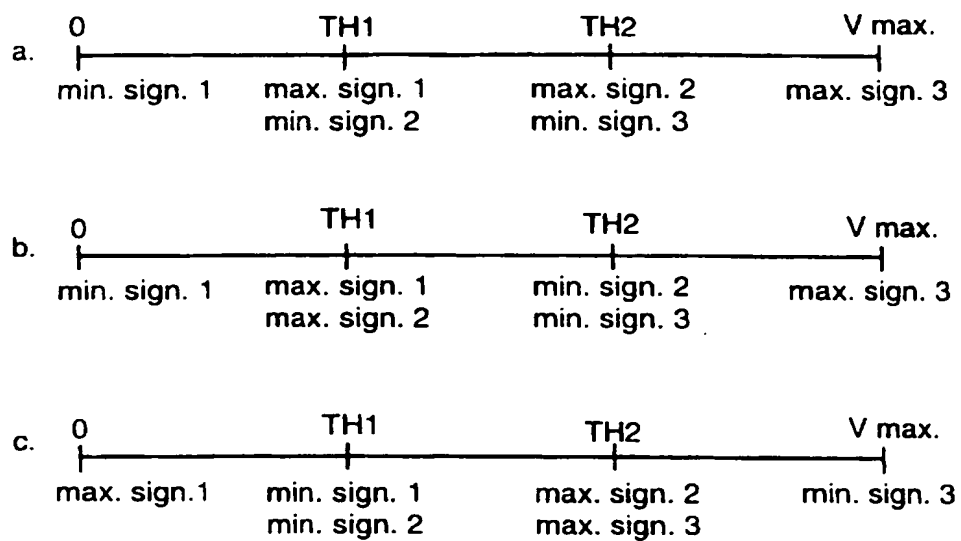 0 TH1 TH2 V max.
a.
min. sign. 1 max. sign. 1 max. sign. 2 max. sign. 3
min. sign. 2 min. sign. 3
0 TH1 TH2 V max.
b.
min. sign. 1 max. sign. 1 min. sign. 2 max. sign. 3
max. sign. 2 min. sign. 3
0 TH1 TH2 V max.
c.
max. sign.1 min. sign. 1 max. sign. 2 min. sign. 3
min. sign. 2 max. sign. 3